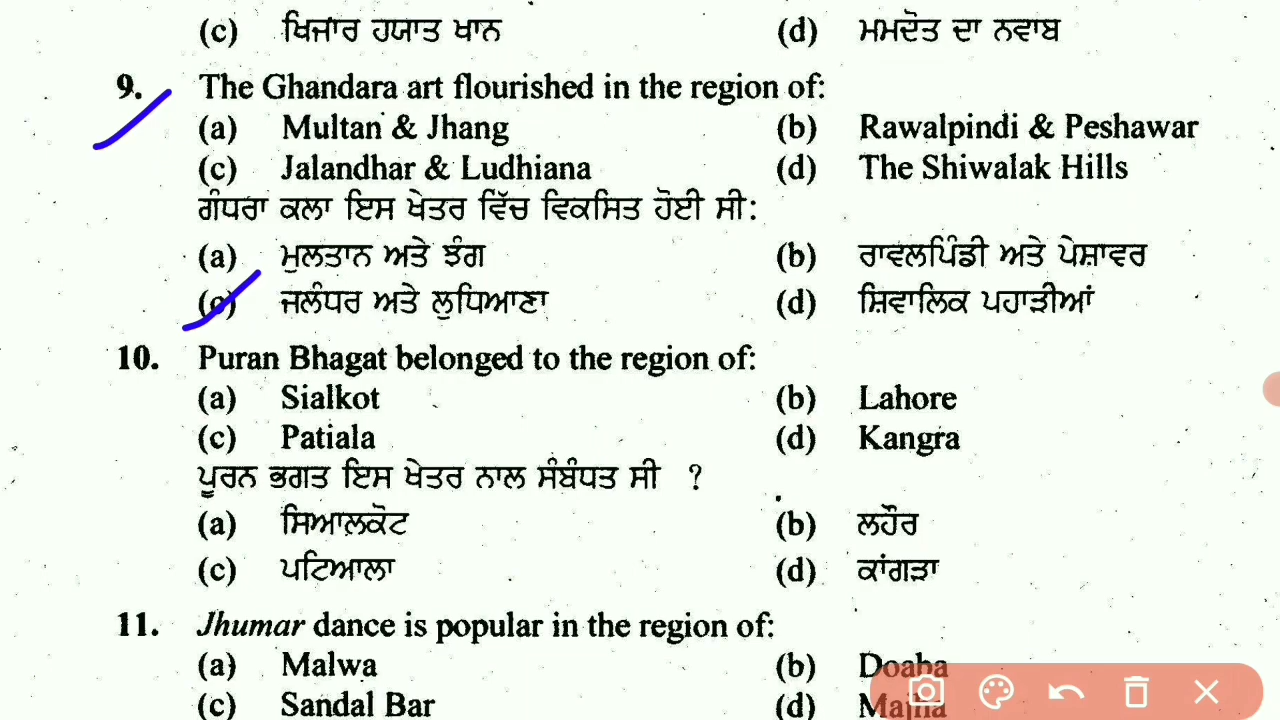 (c) ਖਿਜਾਰ ਹਯਾਤ ਖਾਨ (d) ਮਮਦੋਤ ਦਾ ਨਵਾਬ
9. The Ghandara art flourished in the region of:
(a) Multan & Jhang (b) Rawalpindi & Peshawar
(c) Jalandhar & Ludhiana (d) The Shiwalak Hills
ਗੰਧਰਾ ਕਲਾ ਇਸ ਖੇਤਰ ਵਿੱਚ ਵਿਕਸਿਤ ਹੋਈ ਸੀ:
(a) ਮੁਲਤਾਨ ਅਤੇ ਝੰਗ (b) ਰਾਵਲਪਿੰਡੀ ਅਤੇ ਪੇਸ਼ਾਵਰ
(c) ਜਲੰਧਰ ਅਤੇ ਲੁਧਿਆਣਾ (d) ਸ਼ਿਵਾਲਿਕ ਪਹਾੜੀਆਂ
10. Puran Bhagat belonged to the region of:
(a) Sialkot (b) Lahore
(c) Patiala (d) Kangra
ਪੂਰਨ ਭਗਤ ਇਸ ਖੇਤਰ ਨਾਲ ਸੰਬੰਧਤ ਸੀ ?
(a) ਸਿਆਲਕੋਟ (b) ਲਹੌਰ
(c) ਪਟਿਆਲਾ (d) ਕਾਂਗੜਾ
11. Jhumar dance is popular in the region of:
(a) Malwa (b) Doaba
(c) Sandal Bar (d) Majha